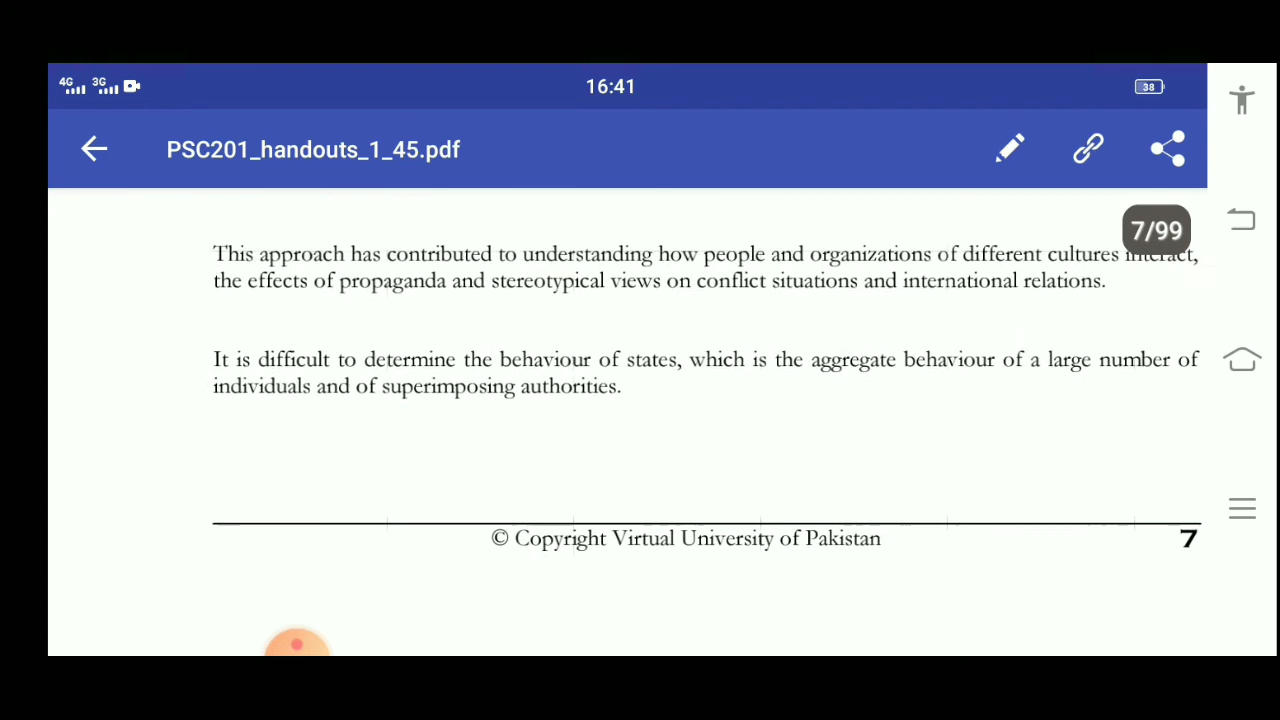 4G 3G 16:41 38
PSC201_handouts_1_45.pdf
7/99
This approach has contributed to understanding how people and organizations of different cultures interact,
the effects of propaganda and stereotypical views on conflict situations and international relations.
It is difficult to determine the behaviour of states, which is the aggregate behaviour of a large number of
individuals and of superimposing authorities.
© Copyright Virtual University of Pakistan 7